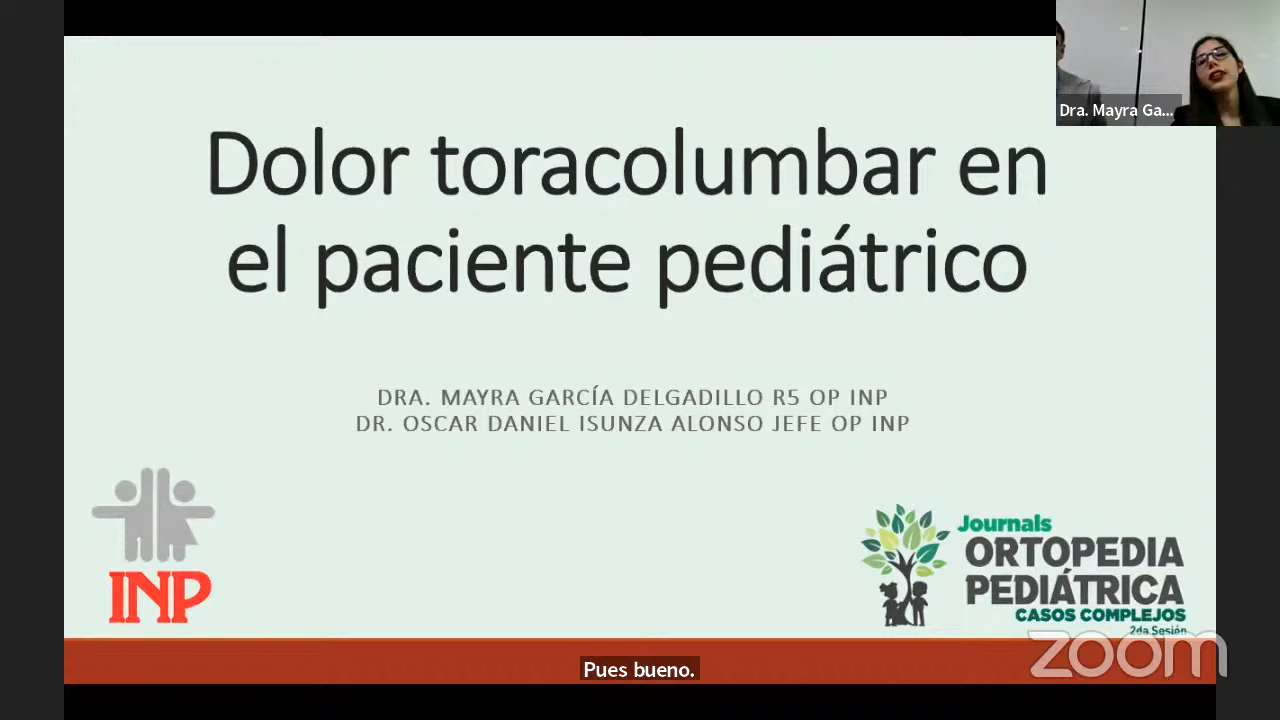 Dra. Mayra Ga...
Dolor toracolumbar en
el paciente pediátrico
DRA. MAYRA GARCÍA DELGADILLO R5 OP INP
DR. OSCAR DANIEL ISUNZA ALONSO JEFE OP INP
INP
Journals
ORTOPEDIA
PEDIÁTRICA
CASOS COMPLEJOS
2da Sesión
zoom
Pues bueno.